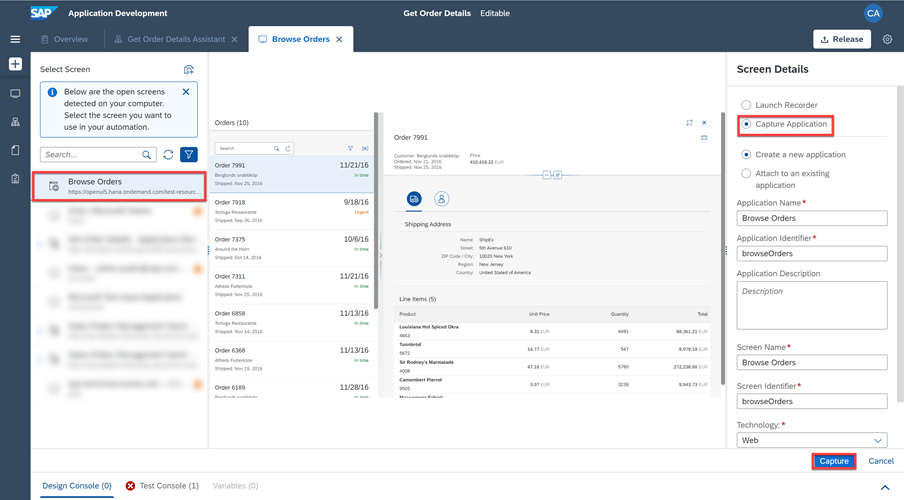 SAP Application Development
Get Order Details Editable
CA
Overview
Get Order Details Assistant
Browse Orders
Release
Select Screen
Below are the open screens
detected on your computer.
Select the screen you want
to use in your automation.
Search...
Browse Orders
https://openui5.hana.ondemand.com/test-resourc...
Orders (10)
Search
Order 7991 11/21/16
Berglunds snabbköp In time
Shipped: Nov 25, 2016
Order 7918 9/18/16
Tortuga Restaurante Urgent
Shipped: Sep 26, 2016
Order 7375 10/6/16
Around the Horn In time
Shipped: Oct 14, 2016
Order 7311 11/21/16
Alfreds Futterkiste In time
Shipped: Nov 25, 2016
Order 6858 11/13/16
Tortuga Restaurante In time
Shipped: Nov 14, 2016
Order 6368 11/13/16
Alfreds Futterkiste In time
Shipped: Nov 19, 2016
Order 6189 11/28/16
Berglunds snabbköp In time
Order 7991
Customer: Berglunds snabbköp Price
Ordered: Nov 21, 2016 410,418.22 EUR
Shipped: Nov 25, 2016
Shipping Address
Name: ShipEx
Street: 5th Avenue 610
ZIP Code / City: 10020 New York
Region: New Jersey
Country: United States of America
Line Items (5)
Product Unit Price Quantity Total
Louisiana Hot Spiced Okra 9.31 EUR 9491 88,361.21 EUR
4663
Tunnbröd 14.77 EUR 547 8,079.19 EUR
5672
Sir Rodney's Marmalade 47.10 EUR 5780 272,238.00 EUR
4008
Camembert Pierrot 3.07 EUR 3239 9,943.73 EUR
9505
Screen Details
Launch Recorder
Capture Application
Create a new application
Attach to an existing
application
Application Name*
Browse Orders
Application Identifier*
browseOrders
Application Description
Description
Screen Name*
Browse Orders
Screen Identifier*
browseOrders
Technology:*
Web
Capture Cancel
Design Console (0) Test Console (1) Variables (0)